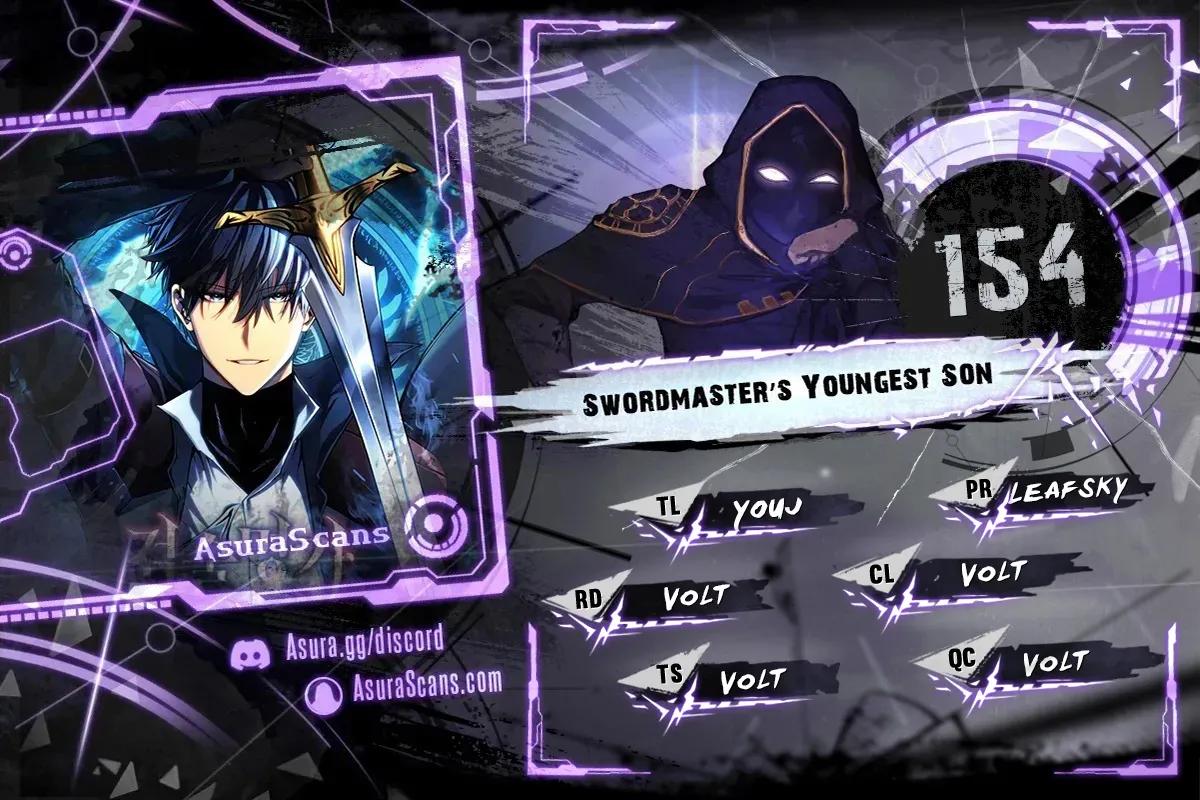 154
Swordmaster's Youngest Son
TL YOUJ
PR LEAFSKY
RD VOLT
CL VOLT
TS VOLT
QC VOLT
AsuraScans
Asura.gg/discord
AsuraScans.com